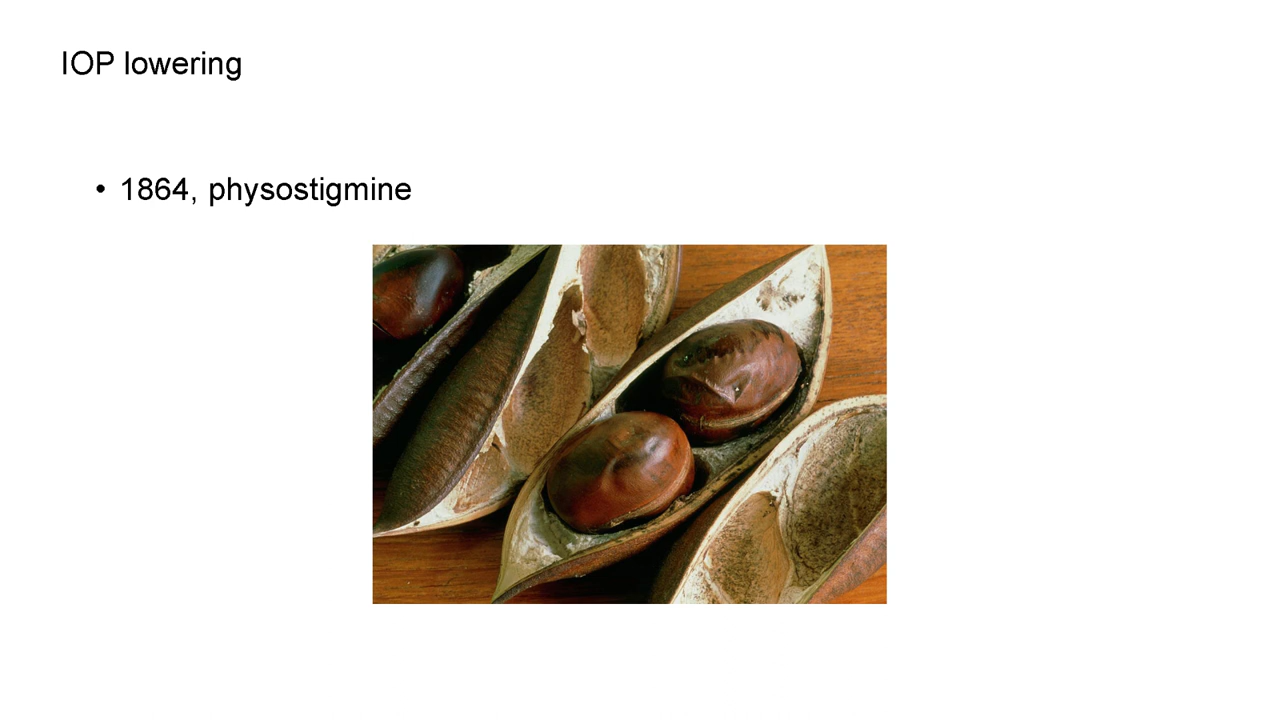 IOP lowering
• 1864, physostigmine